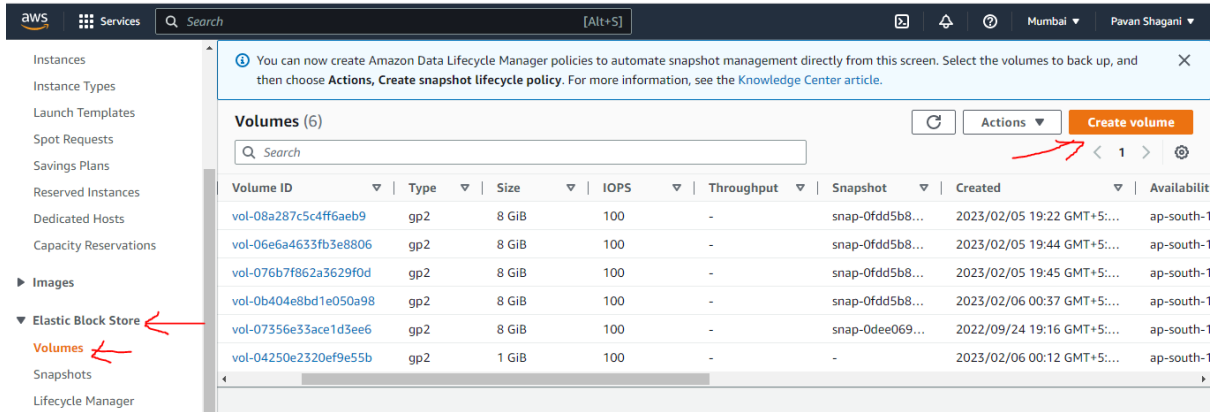 aws Services Search [Alt+S] Mumbai ▼ Pavan Shagani ▼
Instances
Instance Types
Launch Templates
Spot Requests
Savings Plans
Reserved Instances
Dedicated Hosts
Capacity Reservations
Images
Elastic Block Store
Volumes
Snapshots
Lifecycle Manager
You can now create Amazon Data Lifecycle Manager policies to automate snapshot management directly from this screen. Select the volumes to back up, and
then choose Actions, Create snapshot lifecycle policy. For more information, see the Knowledge Center article.
Volumes (6) Actions ▼ Create volume
Search 1
Volume ID Type Size IOPS Throughput Snapshot Created Availabilit
vol-08a287c5c4ff6aeb9 gp2 8 GiB 100 - snap-0fdd5b8... 2023/02/05 19:22 GMT+5:... ap-south-1
vol-06e6a4633fb3e8806 gp2 8 GiB 100 - snap-0fdd5b8... 2023/02/05 19:44 GMT+5:... ap-south-1
vol-076b7f862a3629f0d gp2 8 GiB 100 - snap-0fdd5b8... 2023/02/05 19:45 GMT+5:... ap-south-1
vol-0b404e8bd1e050a98 gp2 8 GiB 100 - snap-0fdd5b8... 2023/02/06 00:37 GMT+5:... ap-south-1
vol-07356e33ace1d3ee6 gp2 8 GiB 100 - snap-0dee069... 2022/09/24 19:16 GMT+5:... ap-south-1
vol-04250e2320ef9e55b gp2 1 GiB 100 - - 2023/02/06 00:12 GMT+5:... ap-south-1